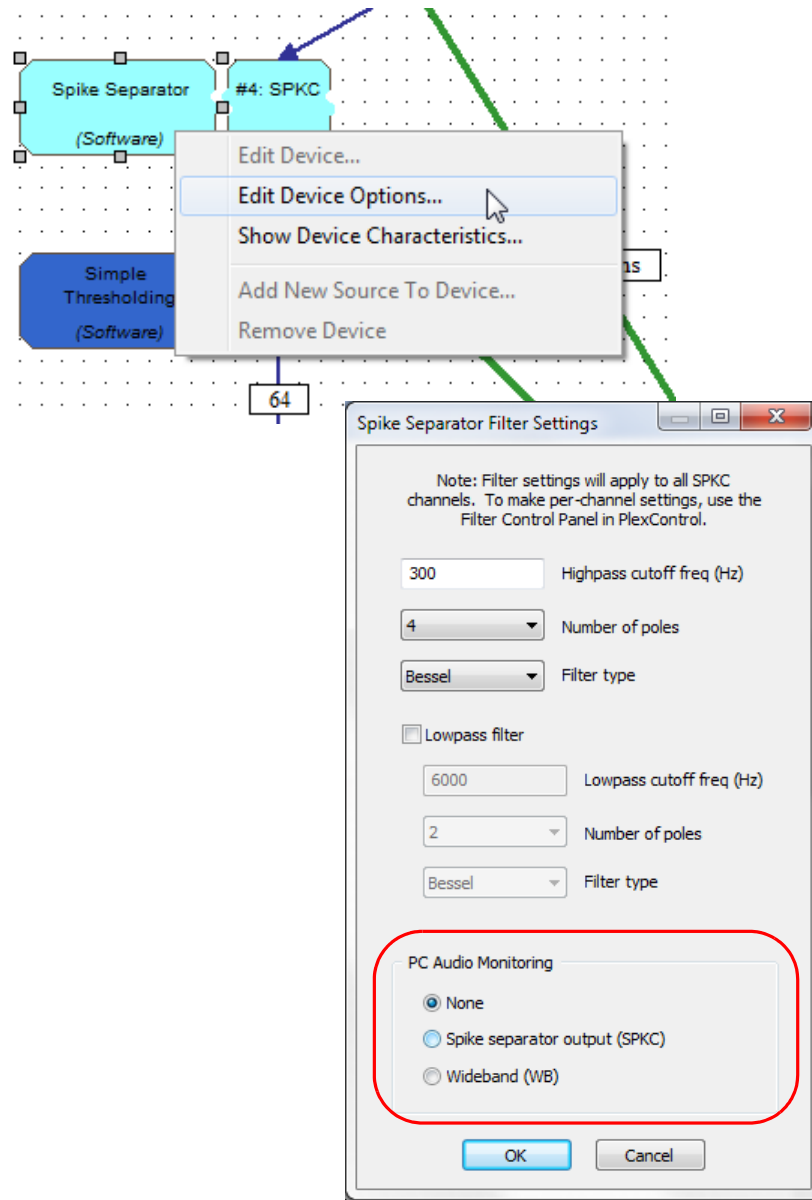 Spike Separator
(Software)
#4: SPKC
Edit Device...
Edit Device Options...
Show Device Characteristics...
Add New Source To Device...
Remove Device
Simple
Thresholding
(Software)
64
Spike Separator Filter Settings
Note: Filter settings will apply to all SPKC
channels. To make per-channel settings, use the
Filter Control Panel in PlexControl.
300 Highpass cutoff freq (Hz)
4 Number of poles
Bessel Filter type
Lowpass filter
6000 Lowpass cutoff freq (Hz)
2 Number of poles
Bessel Filter type
PC Audio Monitoring
None
Spike separator output (SPKC)
Wideband (WB)
OK Cancel